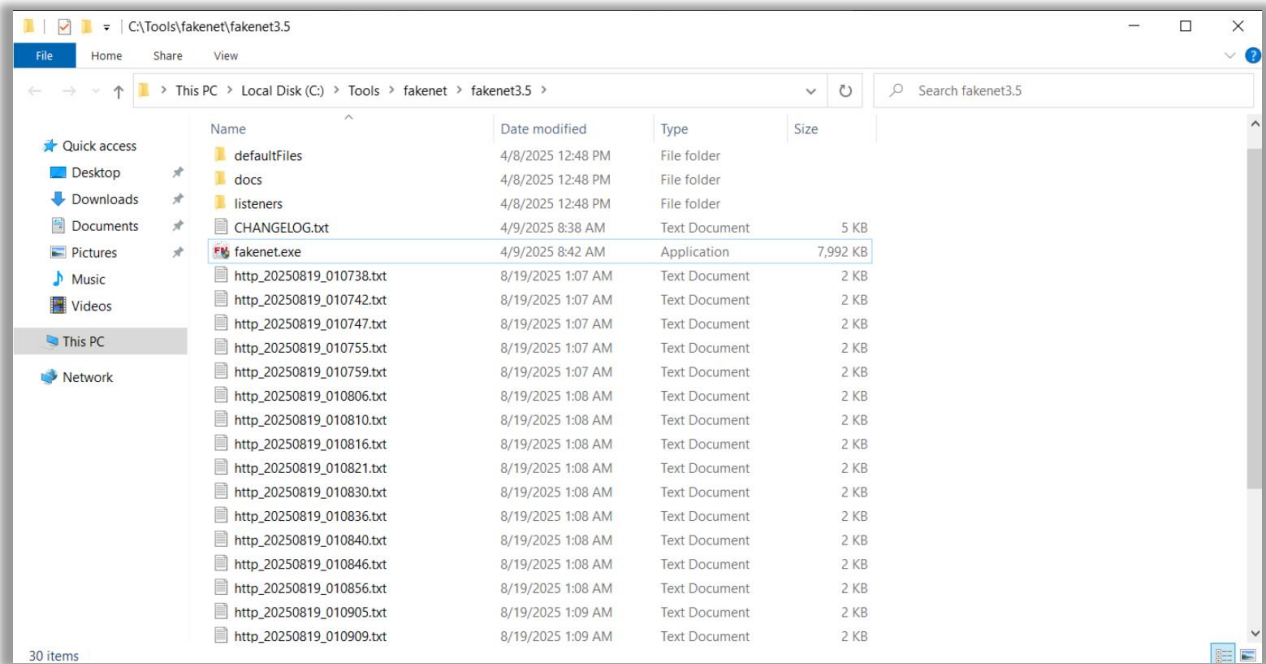 C:\Tools\fakenet\fakenet3.5
File Home Share View
This PC > Local Disk (C:) > Tools > fakenet > fakenet3.5 >
Search fakenet3.5
Quick access
Desktop
Downloads
Documents
Pictures
Music
Videos
This PC
Network
Name Date modified Type Size
defaultFiles 4/8/2025 12:48 PM File folder
docs 4/8/2025 12:48 PM File folder
listeners 4/8/2025 12:48 PM File folder
CHANGELOG.txt 4/9/2025 8:38 AM Text Document 5 KB
fakenet.exe 4/9/2025 8:42 AM Application 7,992 KB
http_20250819_010738.txt 8/19/2025 1:07 AM Text Document 2 KB
http_20250819_010742.txt 8/19/2025 1:07 AM Text Document 2 KB
http_20250819_010747.txt 8/19/2025 1:07 AM Text Document 2 KB
http_20250819_010755.txt 8/19/2025 1:07 AM Text Document 2 KB
http_20250819_010759.txt 8/19/2025 1:07 AM Text Document 2 KB
http_20250819_010806.txt 8/19/2025 1:08 AM Text Document 2 KB
http_20250819_010810.txt 8/19/2025 1:08 AM Text Document 2 KB
http_20250819_010816.txt 8/19/2025 1:08 AM Text Document 2 KB
http_20250819_010821.txt 8/19/2025 1:08 AM Text Document 2 KB
http_20250819_010830.txt 8/19/2025 1:08 AM Text Document 2 KB
http_20250819_010836.txt 8/19/2025 1:08 AM Text Document 2 KB
http_20250819_010840.txt 8/19/2025 1:08 AM Text Document 2 KB
http_20250819_010846.txt 8/19/2025 1:08 AM Text Document 2 KB
http_20250819_010856.txt 8/19/2025 1:08 AM Text Document 2 KB
http_20250819_010905.txt 8/19/2025 1:09 AM Text Document 2 KB
http_20250819_010909.txt 8/19/2025 1:09 AM Text Document 2 KB
30 items